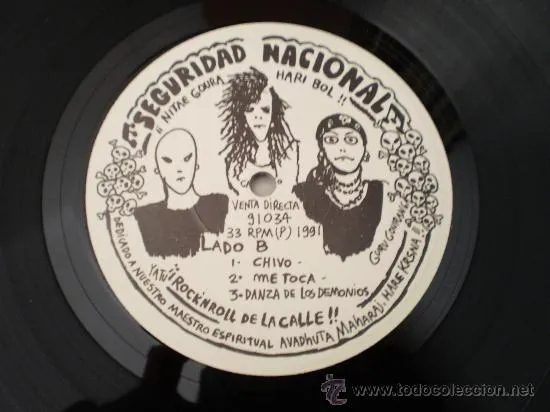 SEGURIDAD NACIONAL
¡¡ NITAE GOURA HARI BOL !!
VENTA DIRECTA
91034
33 RPM (P) 1991
LADO B
1 - CHIVO -
2 - ME TOCA -
3 - DANZA DE LOS DEMONIOS
YATU ¡¡ ROCK'N ROLL DE LA CALLE !!
DEDICADO A NUESTRO MAESTRO ESPIRITUAL AVADHUTA MAHARAJ. HARE KRSNA !!
todocoleccion
www.todocoleccion.net